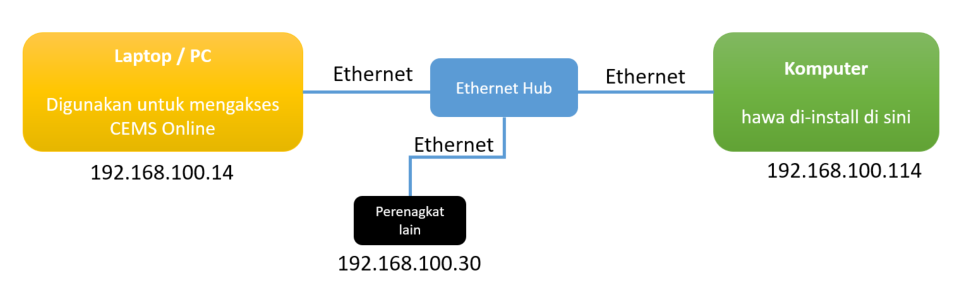 Laptop / PC
Digunakan untuk mengakses
CEMS Online
192.168.100.14
Ethernet
Ethernet Hub
Ethernet
Komputer
hawa di-install di sini
192.168.100.114
Ethernet
Perenagkat
lain
192.168.100.30